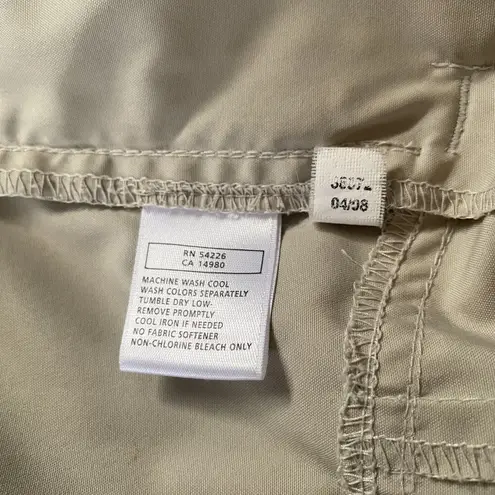 RN 54226
CA 14980
MACHINE WASH COOL
WASH COLORS SEPARATELY
TUMBLE DRY LOW-
REMOVE PROMPTLY
COOL IRON IF NEEDED
NO FABRIC SOFTENER
NON-CHLORINE BLEACH ONLY
04/98